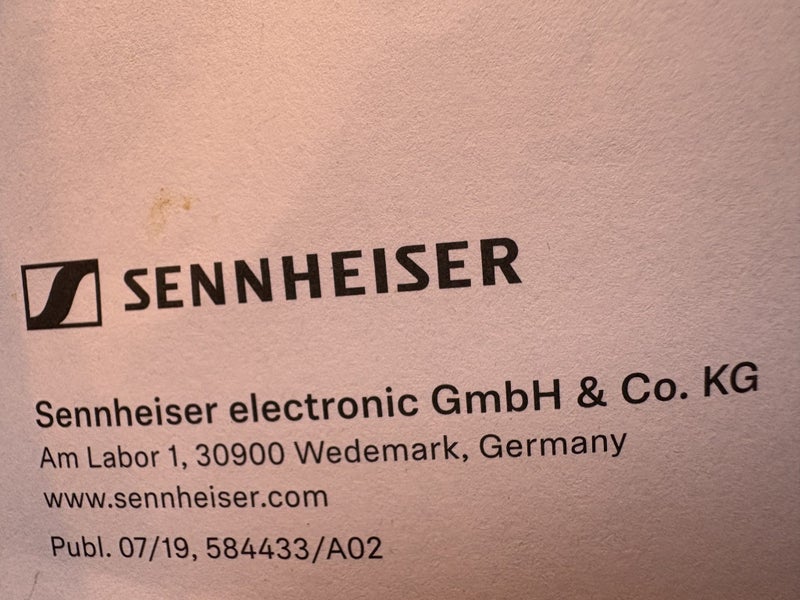 SENNHEISER
Sennheiser electronic GmbH & Co. KG
Am Labor 1, 30900 Wedemark, Germany
www.sennheiser.com
Publ. 07/19, 584433/A02